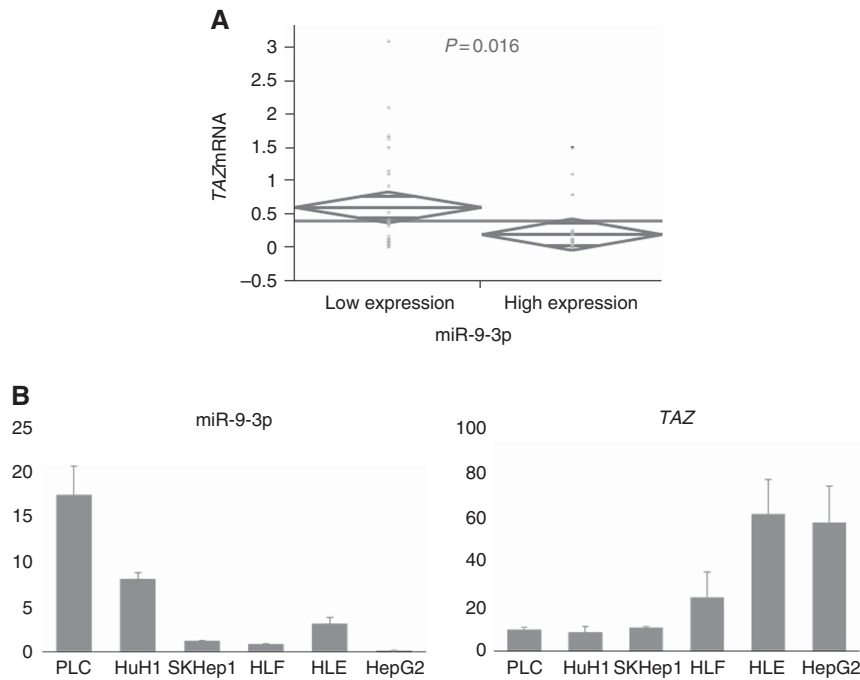 A
P=0.016
3
2.5
2
1.5
1
0.5
0
–0.5
TAZmRNA
Low expression High expression
miR-9-3p
B
miR-9-3p
25
20
15
10
5
0
PLC HuH1 SKHep1 HLF HLE HepG2
TAZ
100
80
60
40
20
0
PLC HuH1 SKHep1 HLF HLE HepG2